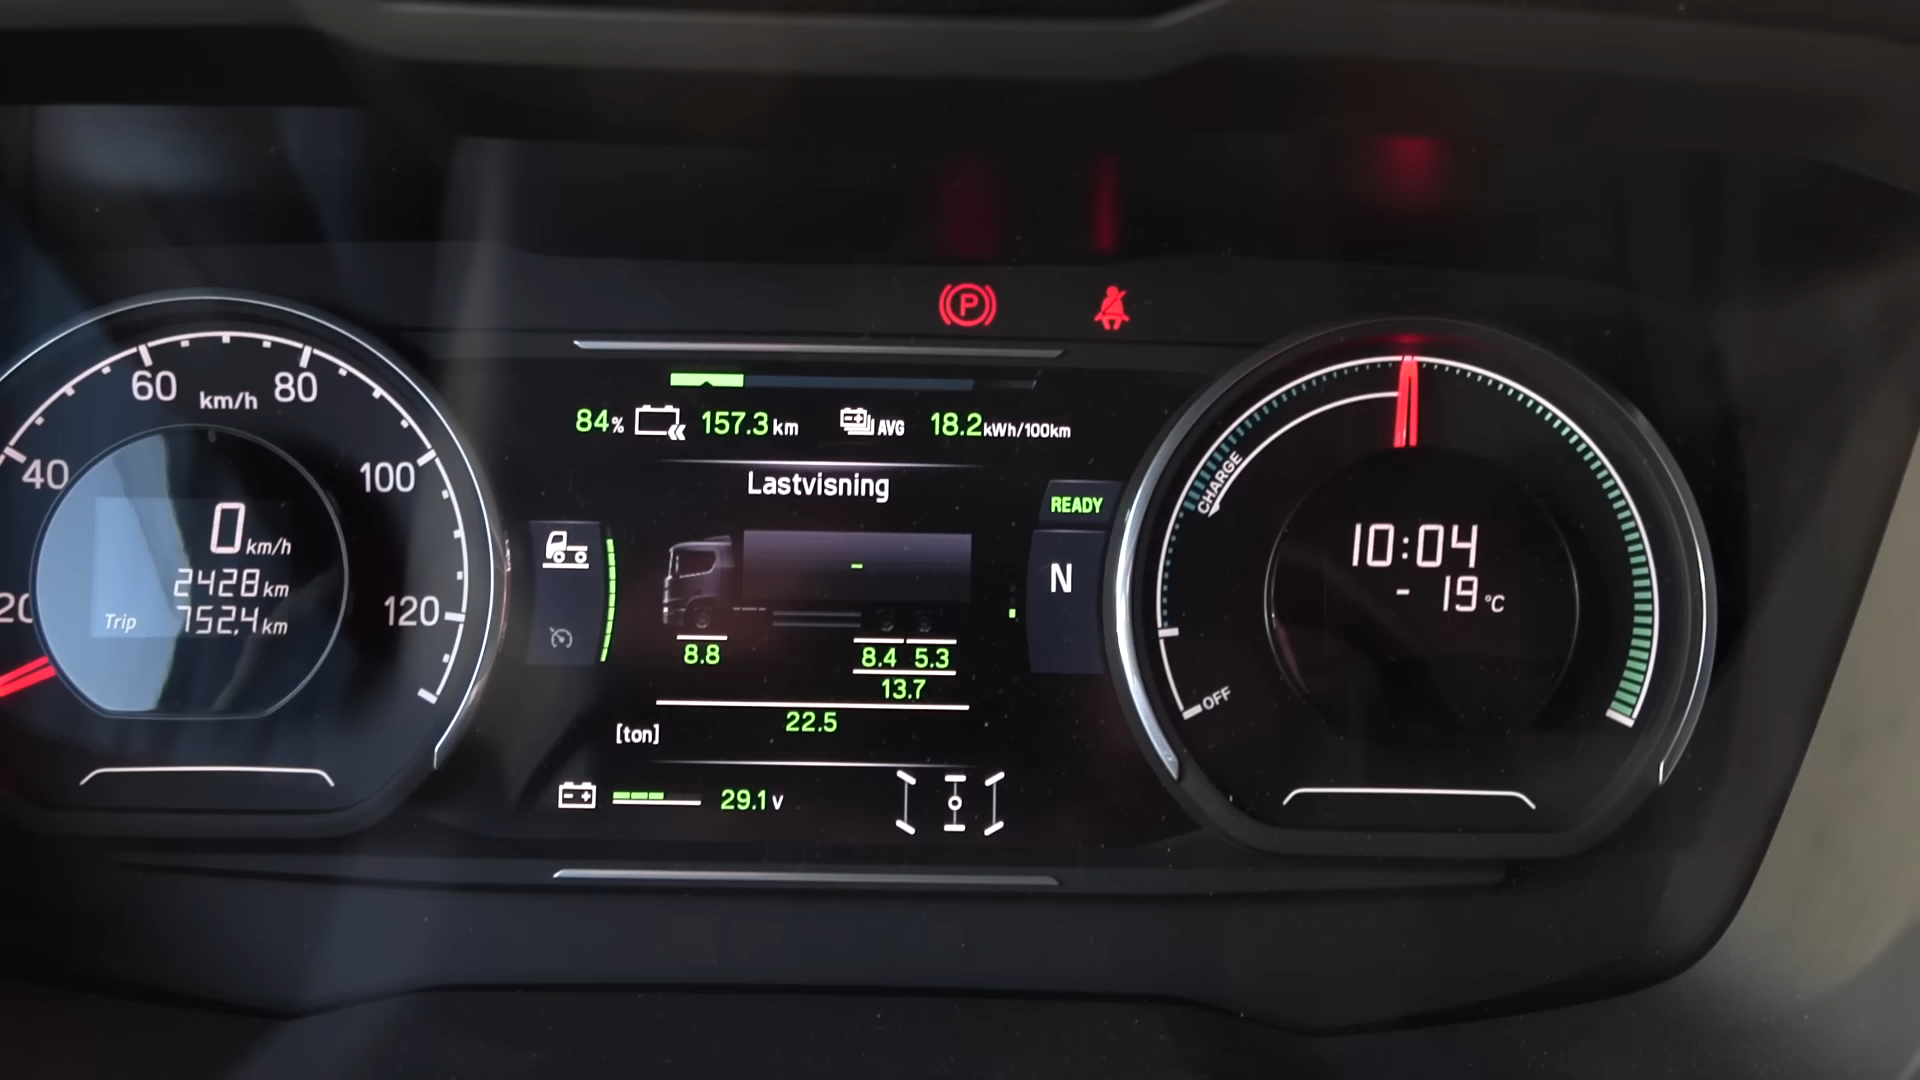 60 km/h 80
40 100
20 120
0 km/h
2428 km
Trip 752.4 km
P
84% 157.3 km AVG 18.2 kWh/100km
Lastvisning
-
8.8 8.4 5.3
13.7
22.5
[ton]
29.1 V
READY
N
CHARGE
OFF
10:04
- 19 °C